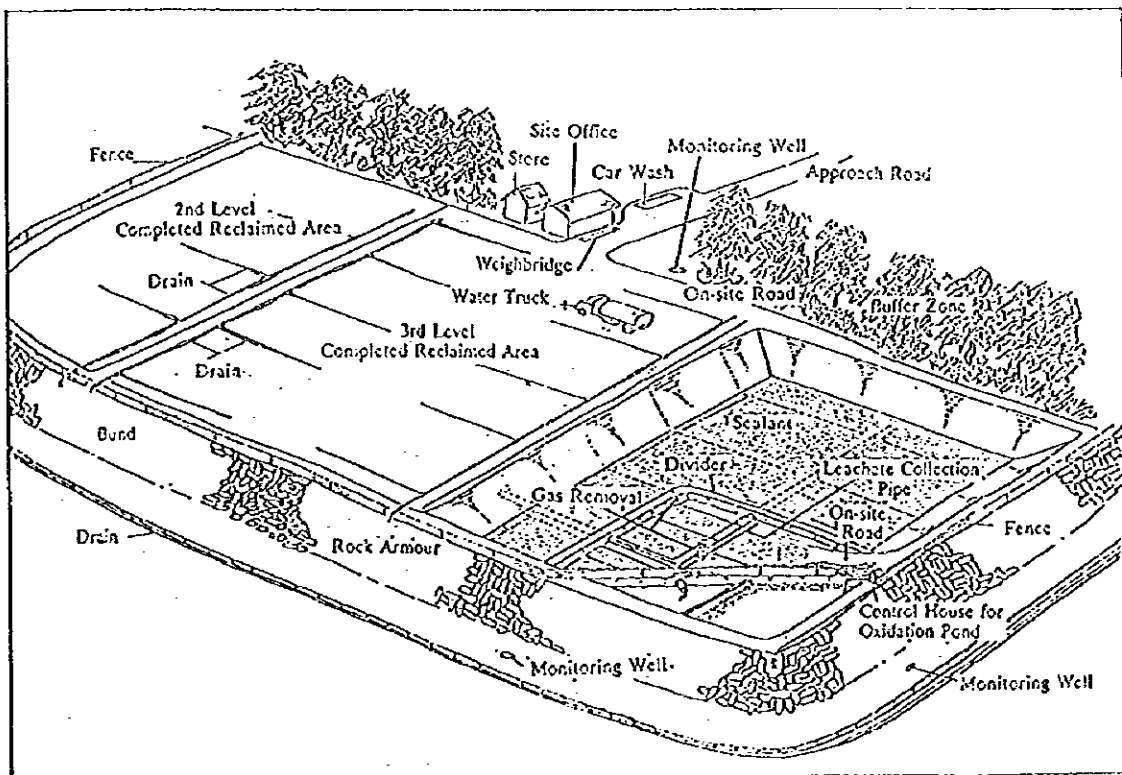 Site Office
Monitoring Well
Store
Car Wash
Fence
Approach Road
2nd Level
Completed Reclaimed Area
Weighbridge
Drain
Water Truck
On-site Road
Buffer Zone
3rd Level
Completed Reclaimed Area
Drain
Sealant
Bund
Divider
Leachate Collection
Pipe
Gas Removal
On-site
Road
Fence
Drain
Rock Armour
Control House for
Oxidation Pond
Monitoring Well
Monitoring Well